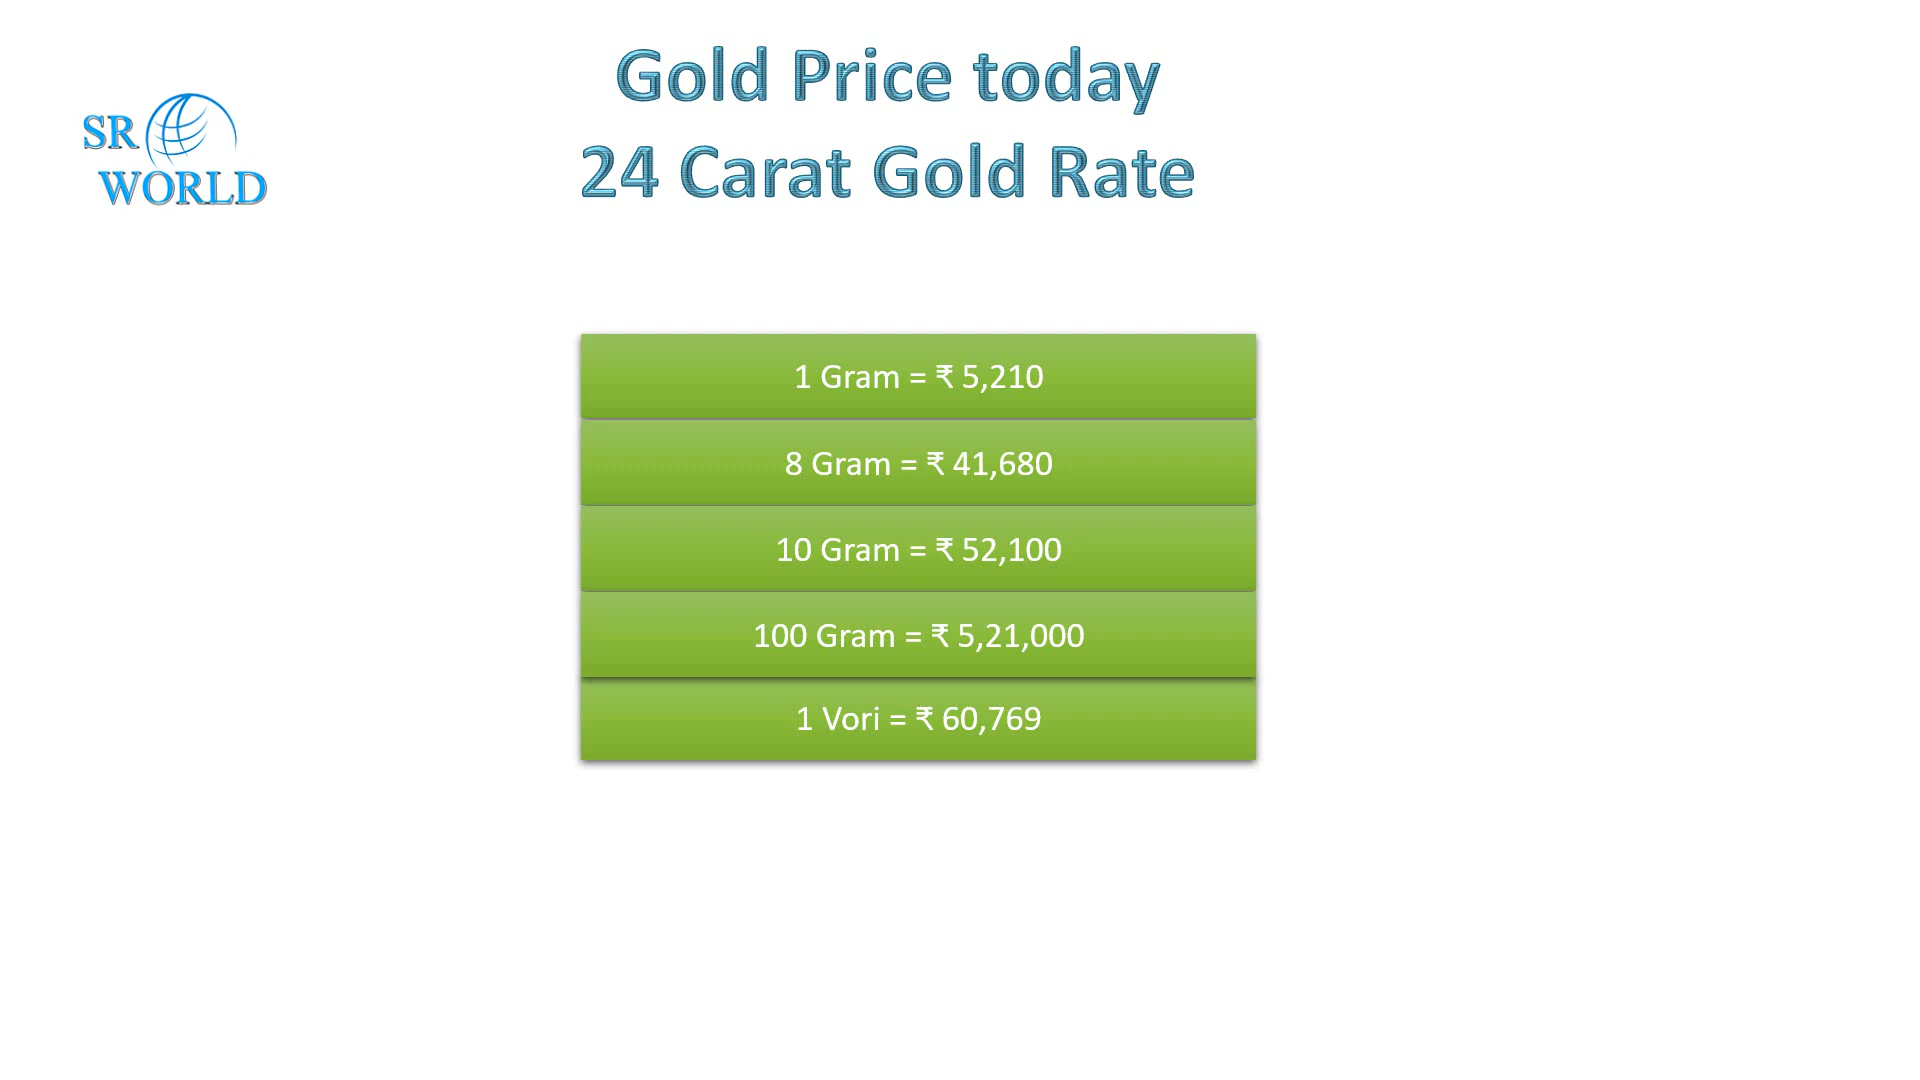 Gold Price today
24 Carat Gold Rate
SR
WORLD
1 Gram = ₹ 5,210
8 Gram = ₹ 41,680
10 Gram = ₹ 52,100
100 Gram = ₹ 5,21,000
1 Vori = ₹ 60,769